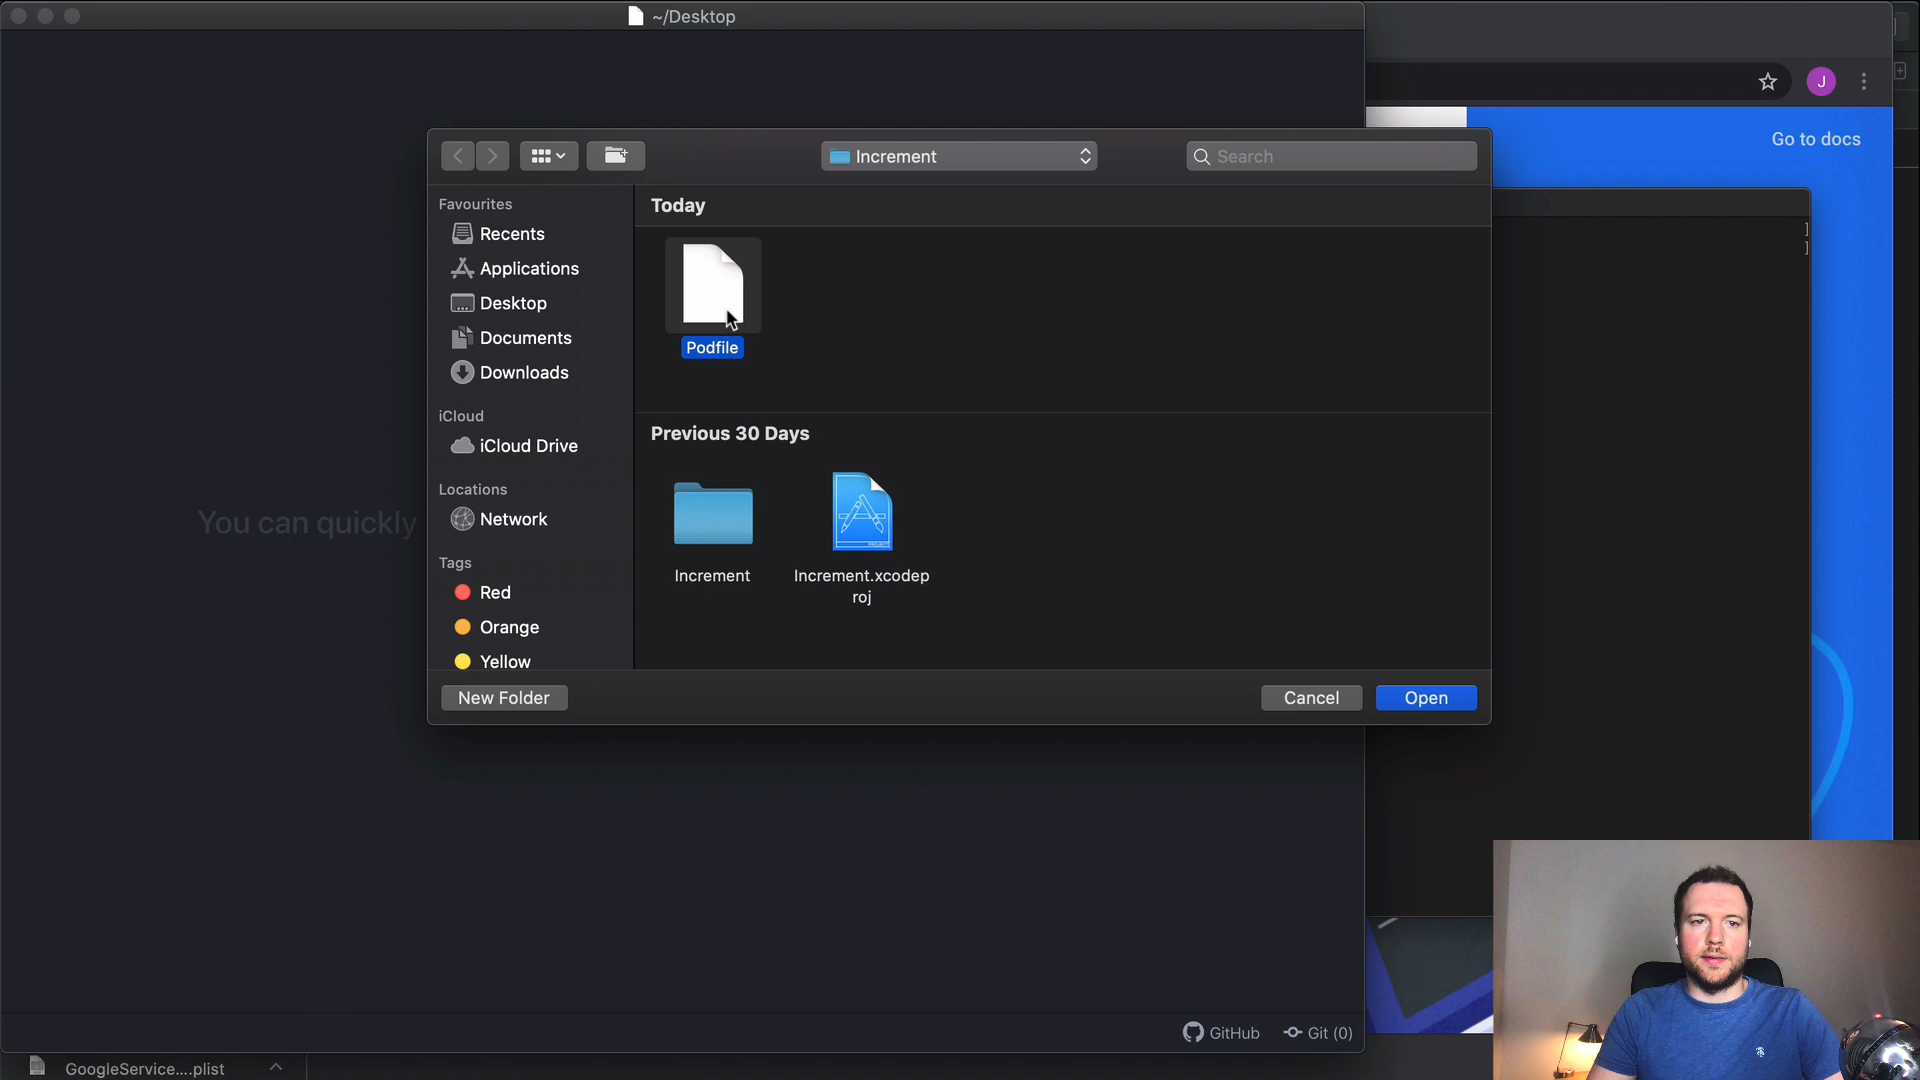 ~/Desktop
J
Go to docs
Increment
Search
Favourites
Recents
Applications
Desktop
Documents
Downloads
iCloud
iCloud Drive
Locations
Network
Tags
Red
Orange
Yellow
Today
Podfile
Previous 30 Days
Increment
Increment.xcodep
roj
New Folder
Cancel
Open
You can quickly
]
]
GitHub
Git (0)
GoogleService....plist